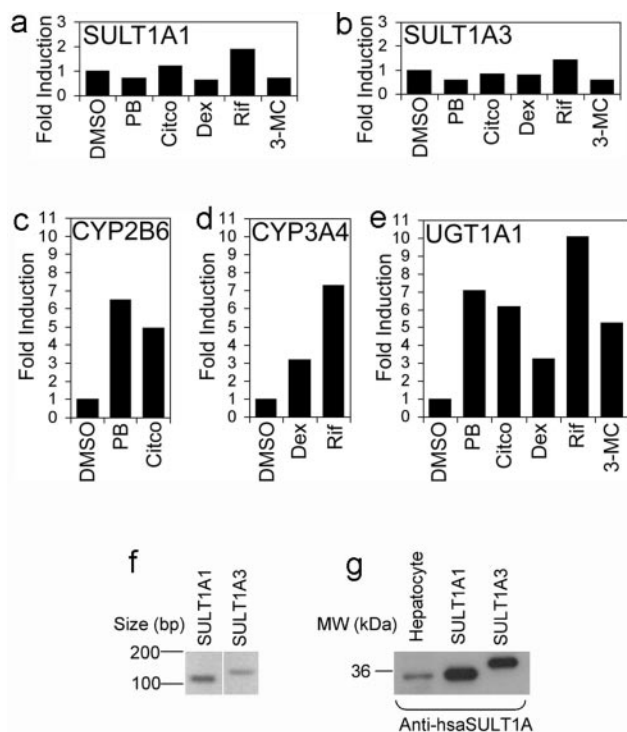 a
SULT1A1
Fold Induction
3
2
1
0
DMSO
PB
Citco
Dex
Rif
3-MC
b
SULT1A3
Fold Induction
3
2
1
0
DMSO
PB
Citco
Dex
Rif
3-MC
c
CYP2B6
Fold Induction
11
10
9
8
7
6
5
4
3
2
1
0
DMSO
PB
Citco
d
CYP3A4
Fold Induction
11
10
9
8
7
6
5
4
3
2
1
0
DMSO
Dex
Rif
e
UGT1A1
Fold Induction
11
10
9
8
7
6
5
4
3
2
1
0
DMSO
PB
Citco
Dex
Rif
3-MC
f
SULT1A1
SULT1A3
Size (bp)
200
100
g
Hepatocyte
SULT1A1
SULT1A3
MW (kDa)
36
Anti-hsaSULT1A